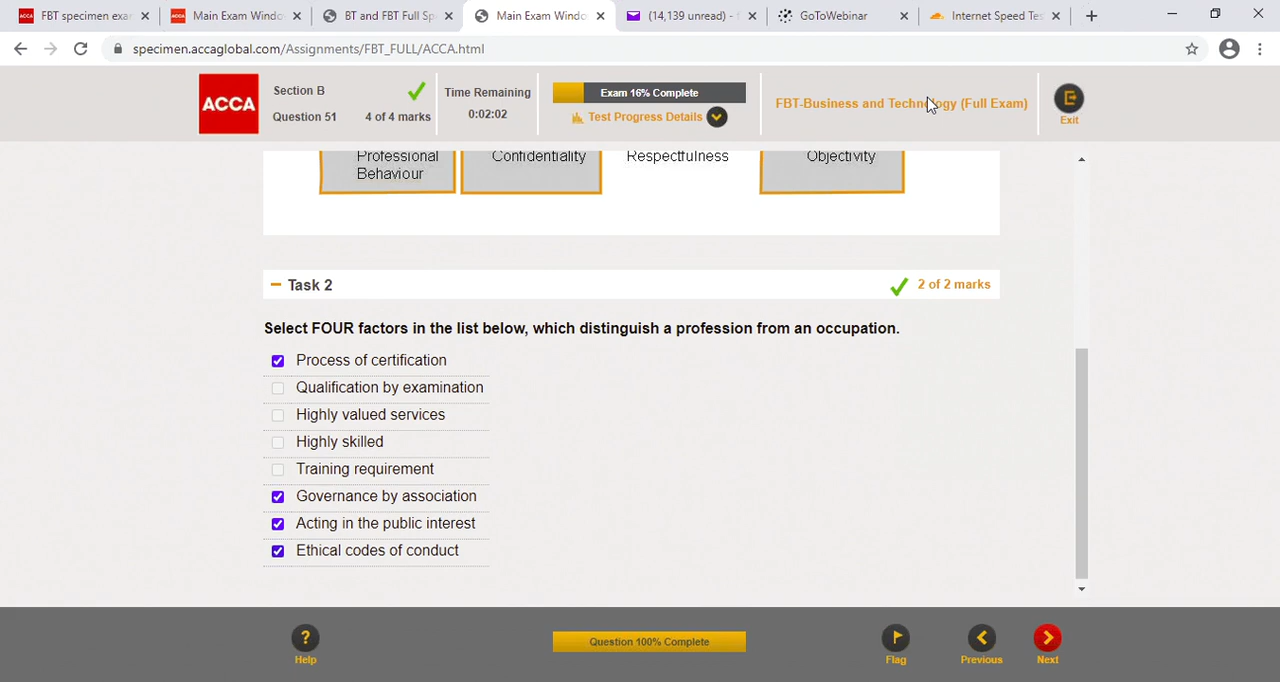 FBT specimen exar
Main Exam Windo
BT and FBT Full Sp
Main Exam Windo
(14,139 unread) - f
GoToWebinar
Internet Speed Tes
specimen.accaglobal.com/Assignments/FBT_FULL/ACCA.html
ACCA
Section B
Question 51
4 of 4 marks
Time Remaining
0:02:02
Exam 16% Complete
Test Progress Details
FBT-Business and Technology (Full Exam)
Exit
Professional
Behaviour
Confidentiality
Respectfulness
Objectivity
Task 2
2 of 2 marks
Select FOUR factors in the list below, which distinguish a profession from an occupation.
Process of certification
Qualification by examination
Highly valued services
Highly skilled
Training requirement
Governance by association
Acting in the public interest
Ethical codes of conduct
?
Help
Question 100% Complete
Flag
Previous
Next